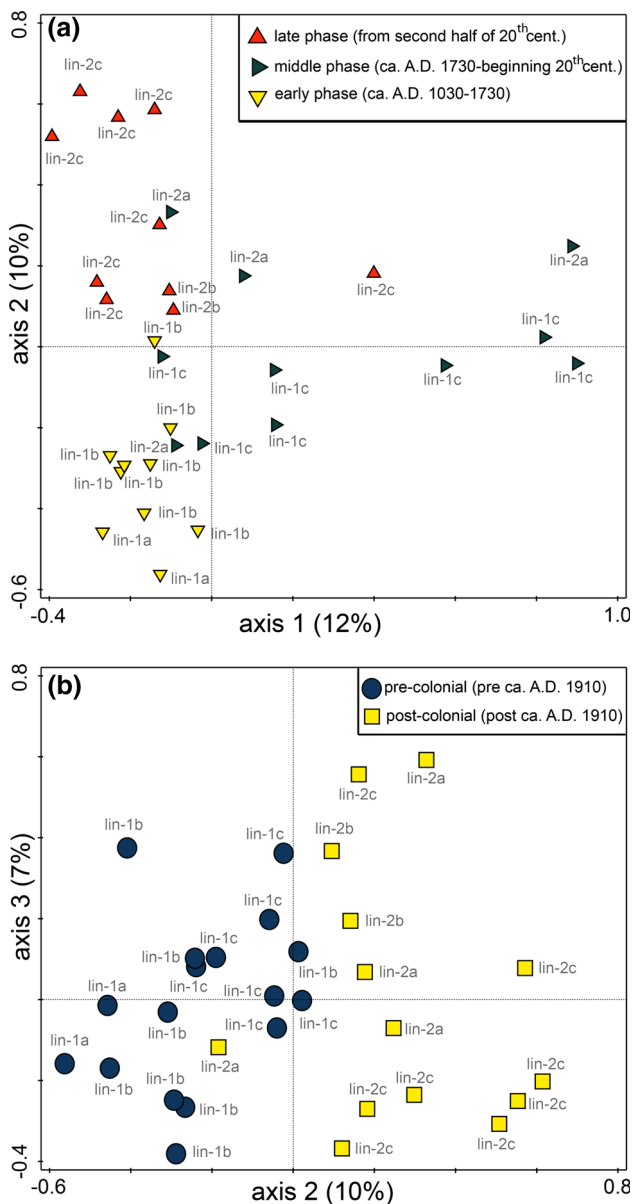 0.8
(a)
late phase (from second half of 20th cent.)
middle phase (ca. A.D. 1730-beginning 20th cent.)
early phase (ca. A.D. 1030-1730)
lin-2c
lin-2c
lin-2c
lin-2c
lin-2a
lin-2c
lin-2a
lin-2a
lin-2c
lin-2c
lin-2b
lin-2c
lin-2b
lin-1b
lin-1c
lin-1c
lin-1c
lin-1c
lin-1c
lin-1b
lin-1c
lin-2a
lin-1c
lin-1b
lin-1b
lin-1b
lin-1b
lin-1b
lin-1b
lin-1a
lin-1a
axis 2 (10%)
-0.6
-0.4
1.0
axis 1 (12%)
0.8
(b)
pre-colonial (pre ca. A.D. 1910)
post-colonial (post ca. A.D. 1910)
lin-2a
lin-2c
lin-1b
lin-1c
lin-2b
lin-1c
lin-2b
lin-1c
lin-1b
lin-1b
lin-2a
lin-2c
lin-1c
lin-1c
lin-1a
lin-1c
lin-1b
lin-1c
lin-2a
lin-1a
lin-2a
lin-1b
lin-1b
lin-2c
lin-2c
lin-2c
lin-2c
lin-1b
lin-2c
lin-1b
lin-2c
axis 3 (7%)
-0.4
-0.6
0.8
axis 2 (10%)